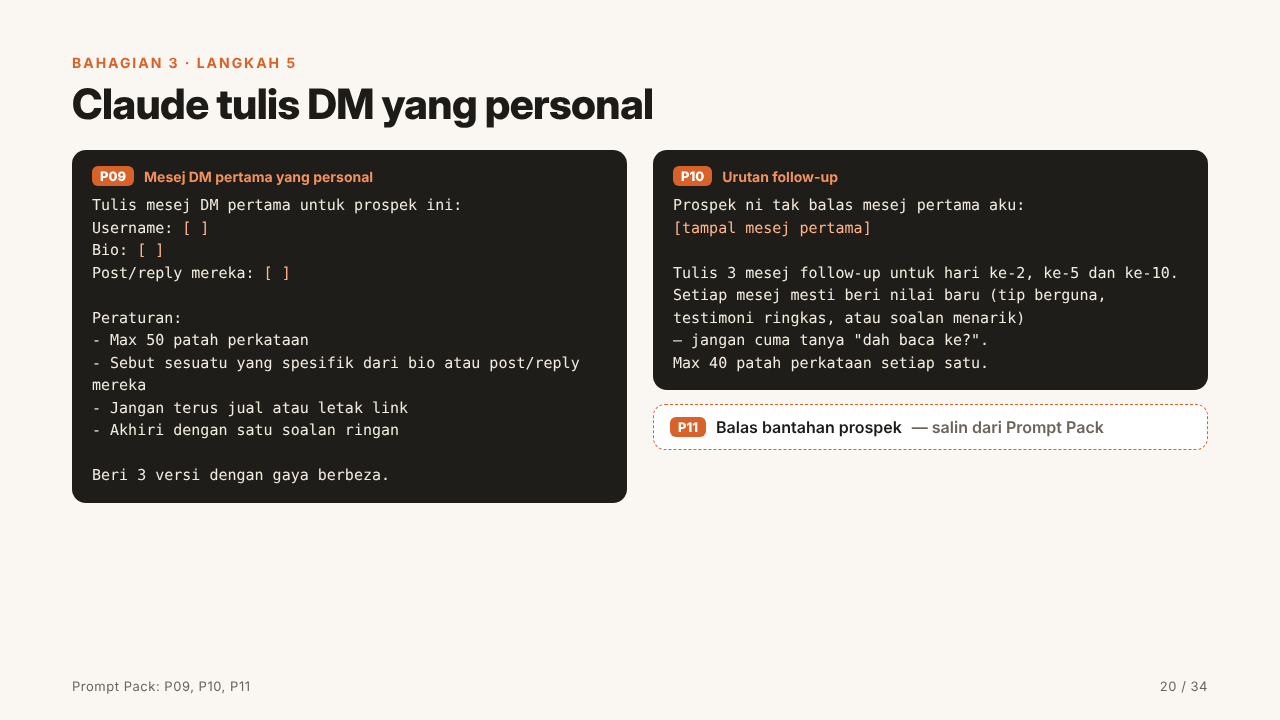 BAHAGIAN 3 · LANGKAH 5
Claude tulis DM yang personal
P09 Mesej DM pertama yang personal
Tulis mesej DM pertama untuk prospek ini:
Username: [ ]
Bio: [ ]
Post/reply mereka: [ ]
Peraturan:
- Max 50 patah perkataan
- Sebut sesuatu yang spesifik dari bio atau post/reply
mereka
- Jangan terus jual atau letak link
- Akhiri dengan satu soalan ringan
Beri 3 versi dengan gaya berbeza.
P10 Urutan follow-up
Prospek ni tak balas mesej pertama aku:
[tampal mesej pertama]
Tulis 3 mesej follow-up untuk hari ke-2, ke-5 dan ke-10.
Setiap mesej mesti beri nilai baru (tip berguna,
testimoni ringkas, atau soalan menarik)
— jangan cuma tanya "dah baca ke?".
Max 40 patah perkataan setiap satu.
P11 Balas bantahan prospek — salin dari Prompt Pack
Prompt Pack: P09, P10, P11
20 / 34